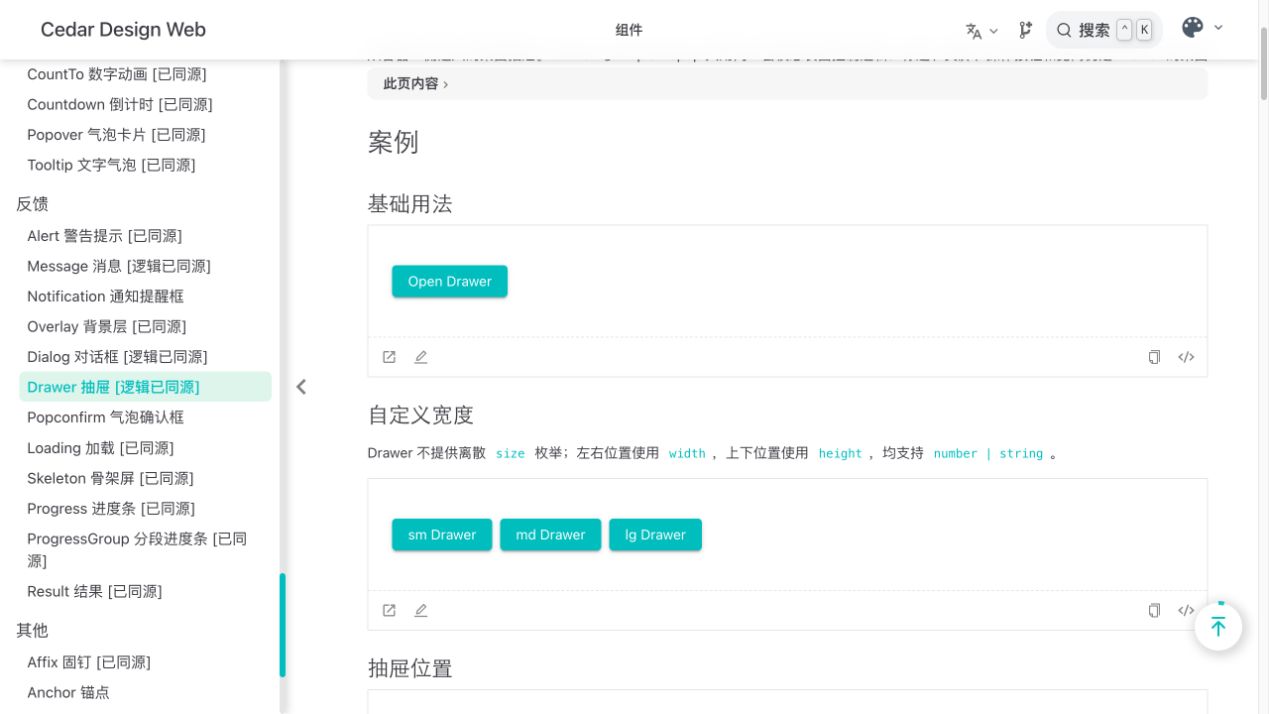 Cedar Design Web
组件
搜索 ^ K
CountTo 数字动画 [已同源]
Countdown 倒计时 [已同源]
Popover 气泡卡片 [已同源]
Tooltip 文字气泡 [已同源]
反馈
Alert 警告提示 [已同源]
Message 消息 [逻辑已同源]
Notification 通知提醒框
Overlay 背景层 [已同源]
Dialog 对话框 [逻辑已同源]
Drawer 抽屉 [逻辑已同源]
Popconfirm 气泡确认框
Loading 加载 [已同源]
Skeleton 骨架屏 [已同源]
Progress 进度条 [已同源]
ProgressGroup 分段进度条 [已同
源]
Result 结果 [已同源]
其他
Affix 固钉 [已同源]
Anchor 锚点
此页内容
案例
基础用法
Open Drawer
自定义宽度
Drawer 不提供离散 size 枚举；左右位置使用 width ，上下位置使用 height ，均支持 number | string 。
sm Drawer
md Drawer
lg Drawer
抽屉位置